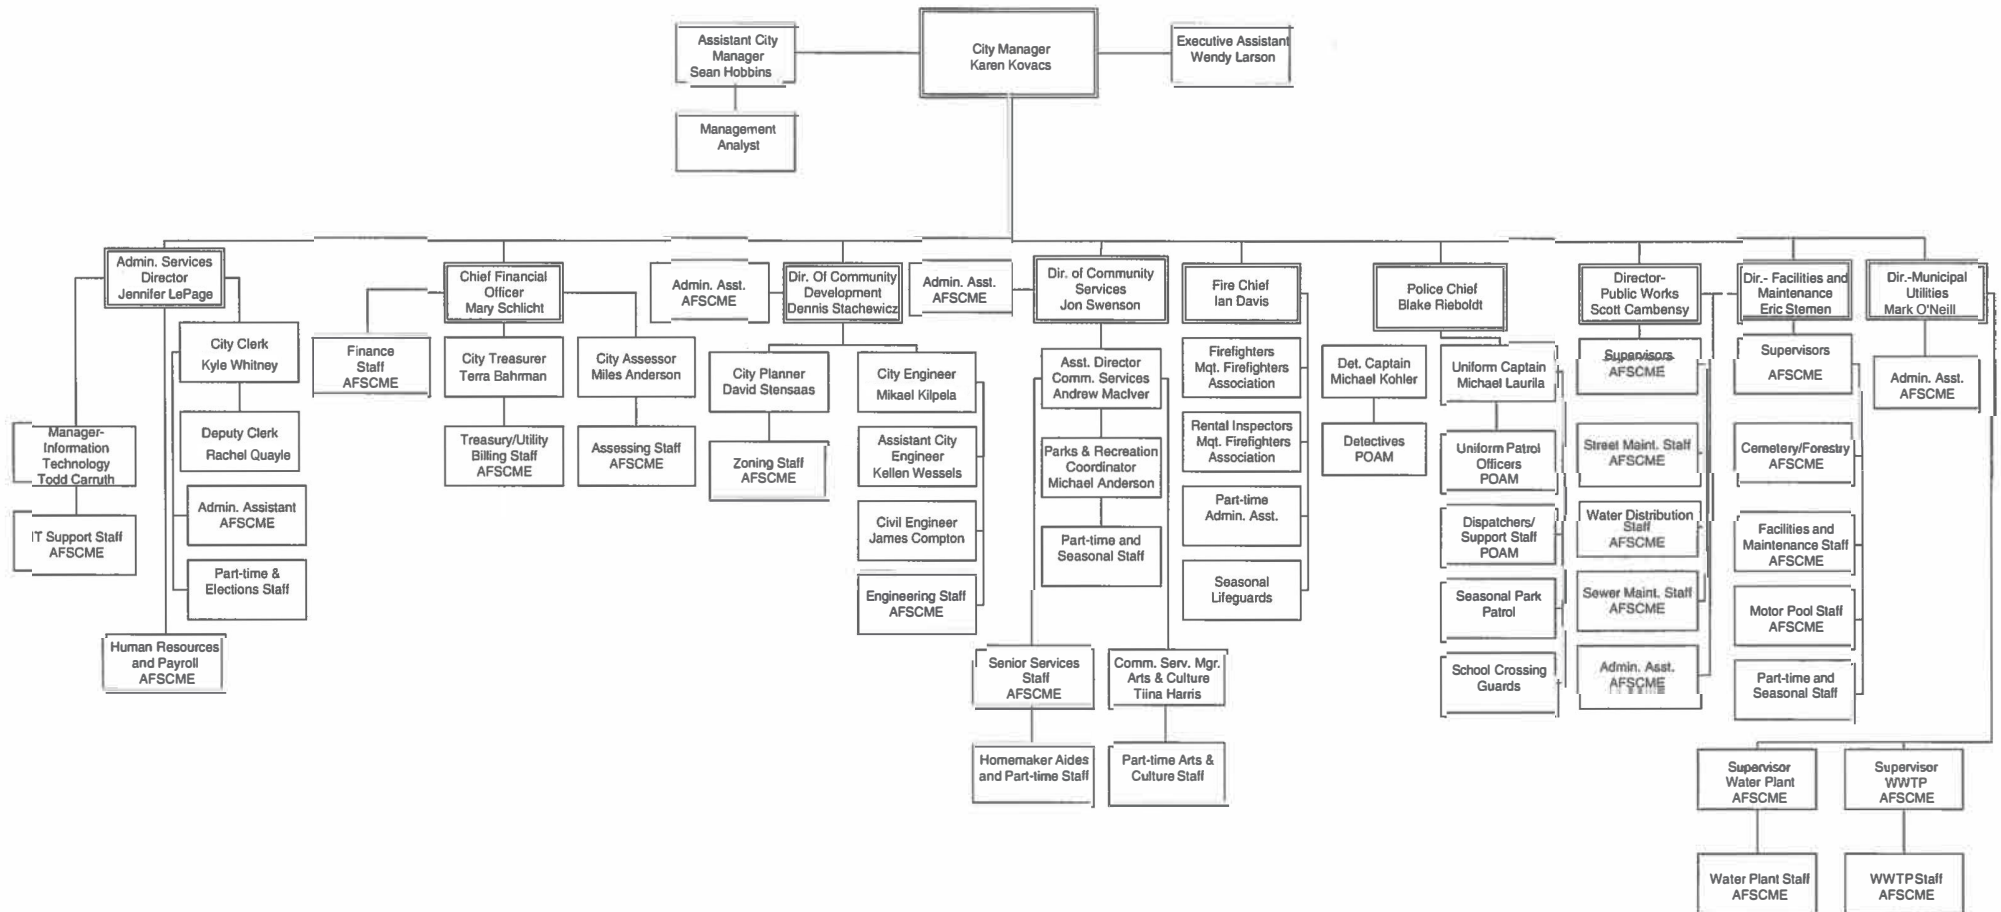 Assistant City
Manager
Sean Hobbins
City Manager
Karen Kovacs
Executive Assistant
Wendy Larson
Management
Analyst
Admin. Services
Director
Jennifer LePage
Chief Financial
Officer
Mary Schlicht
Admin. Asst.
AFSCME
Dir. Of Community
Development
Dennis Stachewicz
Admin. Asst.
AFSCME
Dir. of Community
Services
Jon Swenson
Fire Chief
Ian Davis
Police Chief
Blake Rieboldt
Director-
Public Works
Scott Cambensy
Dir.- Facilities and
Maintenance
Eric Stemen
Dir.-Municipal
Utilities
Mark O'Neill
City Clerk
Kyle Whitney
Finance
Staff
AFSCME
City Treasurer
Terra Bahrman
City Assessor
Miles Anderson
City Planner
David Stensaas
City Engineer
Mikael Kilpela
Asst. Director
Comm. Services
Andrew MacIver
Firefighters
Mqt. Firefighters
Association
Det. Captain
Michael Kohler
Uniform Captain
Michael Laurila
Supervisors
AFSCME
Supervisors
AFSCME
Admin. Asst.
AFSCME
Manager-
Information
Technology
Todd Carruth
Deputy Clerk
Rachel Quayle
Treasury/Utility
Billing Staff
AFSCME
Assessing Staff
AFSCME
Zoning Staff
AFSCME
Assistant City
Engineer
Kellen Wessels
Parks & Recreation
Coordinator
Michael Anderson
Rental Inspectors
Mqt. Firefighters
Association
Detectives
POAM
Uniform Patrol
Officers
POAM
Street Maint. Staff
AFSCME
Cemetery/Forestry
AFSCME
IT Support Staff
AFSCME
Admin. Assistant
AFSCME
Civil Engineer
James Compton
Part-time and
Seasonal Staff
Part-time
Admin. Asst.
Dispatchers/
Support Staff
POAM
Water Distribution
Staff
AFSCME
Facilities and
Maintenance Staff
AFSCME
Part-time &
Elections Staff
Engineering Staff
AFSCME
Seasonal
Lifeguards
Seasonal Park
Patrol
Sewer Maint. Staff
AFSCME
Motor Pool Staff
AFSCME
Human Resources
and Payroll
AFSCME
Senior Services
Staff
AFSCME
Comm. Serv. Mgr.
Arts & Culture
Tiina Harris
School Crossing
Guards
Admin. Asst.
AFSCME
Part-time and
Seasonal Staff
Homemaker Aides
and Part-time Staff
Part-time Arts &
Culture Staff
Supervisor
Water Plant
AFSCME
Supervisor
WWTP
AFSCME
Water Plant Staff
AFSCME
WWTP Staff
AFSCME